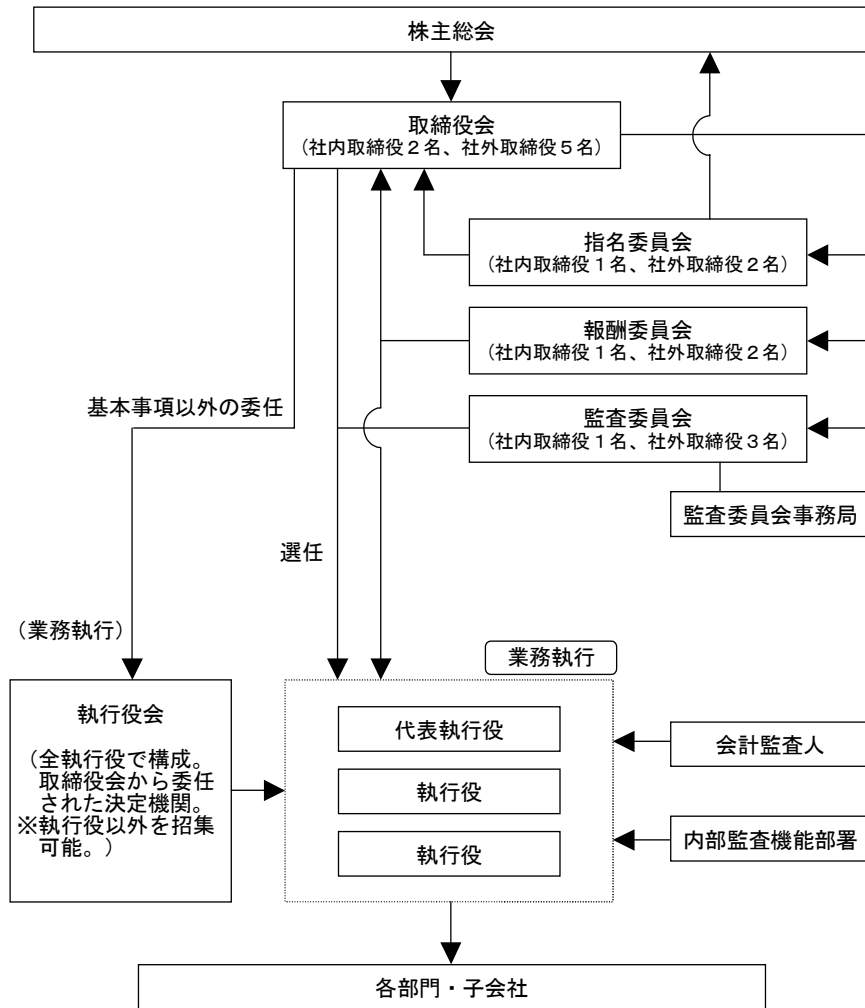 株主総会
取締役会
（社内取締役２名、社外取締役５名）
指名委員会
（社内取締役１名、社外取締役２名）
報酬委員会
（社内取締役１名、社外取締役２名）
基本事項以外の委任
監査委員会
（社内取締役１名、社外取締役３名）
監査委員会事務局
選任
（業務執行）
業務執行
執行役会
（全執行役で構成。
取締役会から委任
された決定機関。
※執行役以外を招集
可能。）
代表執行役
執行役
執行役
会計監査人
内部監査機能部署
各部門・子会社